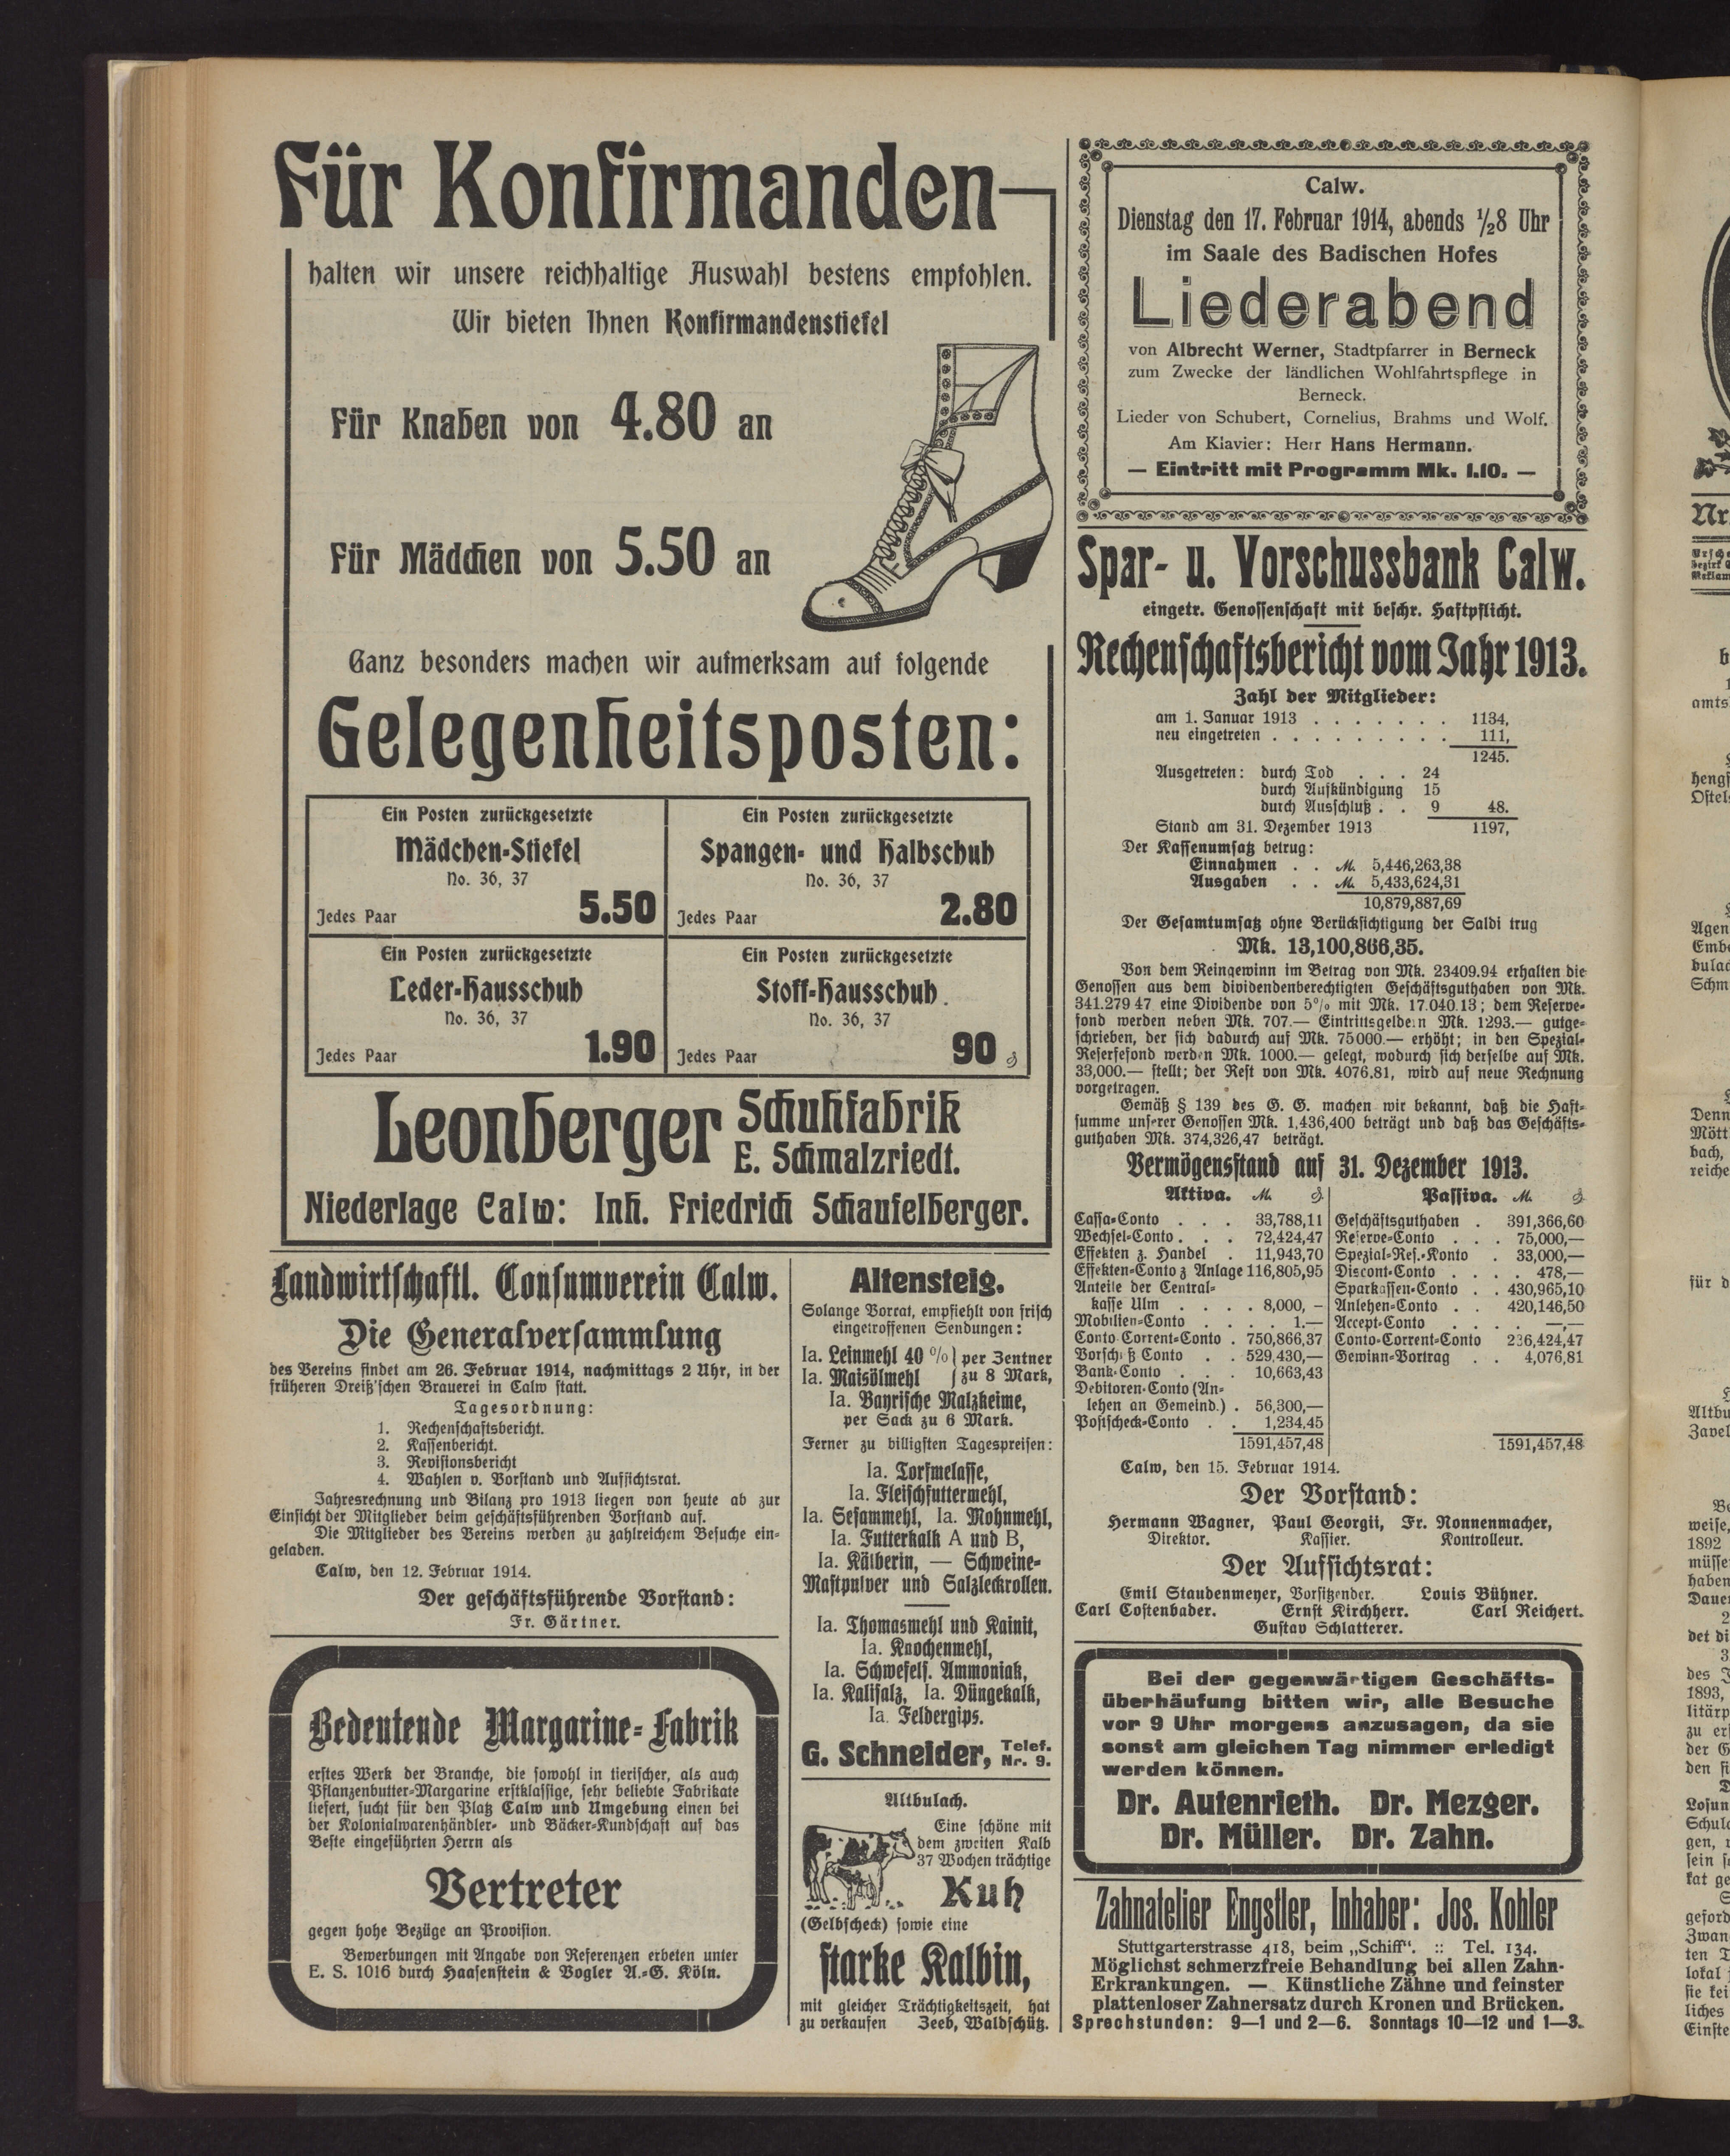 Für Konfirmanden
halten wir unsere reichhaltige Auswahl bestens empfohlen.
Wir bieten Ihnen Konfirmandenstiefel
Für Knaben von 4.80 an
Für Mädchen von 5.50 an
Ganz besonders machen wir aufmerksam auf folgende
Gelegenheitsposten:
Ein Posten zurückgesetzte
Mädchen-Stiefel
No. 36, 37
Jedes Paar 5.50
Ein Posten zurückgesetzte
Spangen- und Halbschuh
No. 36, 37
Jedes Paar 2.80
Ein Posten zurückgesetzte
Leder-Hausschuh
No. 36, 37
Jedes Paar 1.90
Ein Posten zurückgesetzte
Stoff-Hausschuh
No. 36, 37
Jedes Paar 90 ₰
Leonberger Schuhfabrik
E. Schmalzriedt.
Niederlage Calw: Inh. Friedrich Schaufelberger.
Landwirtschaftl. Consumverein Calw.
Die Generalversammlung
des Vereins findet am 26. Februar 1914, nachmittags 2 Uhr, in der
früheren Dreiß'schen Brauerei in Calw statt.
Tagesordnung:
1. Rechenschaftsbericht.
2. Kassenbericht.
3. Revisionsbericht
4. Wahlen v. Vorstand und Aufsichtsrat.
Jahresrechnung und Bilanz pro 1913 liegen von heute ab zur
Einsicht der Mitglieder beim geschäftsführenden Vorstand auf.
Die Mitglieder des Vereins werden zu zahlreichem Besuche ein-
geladen.
Calw, den 12. Februar 1914.
Der geschäftsführende Vorstand:
Fr. Gärtner.
Bedeutende Margarine-Fabrik
erstes Werk der Branche, die sowohl in tierischer, als auch
Pflanzenbutter-Margarine erstklassige, sehr beliebte Fabrikate
liefert, sucht für den Platz Calw und Umgebung einen bei
der Kolonialwarenhändler- und Bäcker-Kundschaft auf das
Beste eingeführten Herrn als
Vertreter
gegen hohe Bezüge an Provision.
Bewerbungen mit Angabe von Referenzen erbeten unter
E. S. 1016 durch Haasenstein & Vogler A.-G. Köln.
Altensteig.
Solange Vorrat, empfiehlt von frisch
eingetroffenen Sendungen:
Ia. Leinmehl 40 % } per Zentner
Ia. Maisölmehl } zu 8 Mark,
Ia. Bayrische Malzkeime,
per Sack zu 6 Mark.
Ferner zu billigsten Tagespreisen:
Ia. Torfmelasse,
Ia. Fleischfuttermehl,
Ia. Sesammehl, Ia. Mohnmehl,
Ia. Futterkalk A und B,
Ia. Kälberin, — Schweine-
Mastpulver und Salzleckrollen.
Ia. Thomasmehl und Kainit,
Ia. Knochenmehl,
Ia. Schwefels. Ammoniak,
Ia. Kalisalz, Ia. Düngekalk,
Ia. Feldergips.
G. Schneider, Telef. Nr. 9.
Altbulach.
Eine schöne mit
dem zweiten Kalb
37 Wochen trächtige
Kuh
(Gelbscheck) sowie eine
starke Kalbin,
mit gleicher Trächtigkeitszeit, hat
zu verkaufen Zeeb, Waldschütz.
Calw.
Dienstag den 17. Februar 1914, abends ½8 Uhr
im Saale des Badischen Hofes
Liederabend
von Albrecht Werner, Stadtpfarrer in Berneck
zum Zwecke der ländlichen Wohlfahrtspflege in
Berneck.
Lieder von Schubert, Cornelius, Brahms und Wolf.
Am Klavier: Herr Hans Hermann.
— Eintritt mit Programm Mk. 1.10. —
Spar- u. Vorschussbank Calw.
eingetr. Genossenschaft mit beschr. Haftpflicht.
Rechenschaftsbericht vom Jahr 1913.
Zahl der Mitglieder:
am 1. Januar 1913 . . . . . . . 1134,
neu eingetreten . . . . . . . . . 111,
1245.
Ausgetreten: durch Tod . . . 24
durch Aufkündigung 15
durch Ausschluß . . 9 48.
Stand am 31. Dezember 1913 1197,
Der Kassenumsatz betrug:
Einnahmen . . M. 5,446,263,38
Ausgaben . . M. 5,433,624,31
10,879,887,69
Der Gesamtumsatz ohne Berücksichtigung der Saldi trug
Mk. 13,100,866,35.
Von dem Reingewinn im Betrag von Mk. 23409.94 erhalten die
Genossen aus dem dividendenberechtigten Geschäftsguthaben von Mk.
341.279 47 eine Dividende von 5% mit Mk. 17.040.13; dem Reserve-
fond werden neben Mk. 707.— Eintrittsgeldern Mk. 1293.— gutge-
schrieben, der sich dadurch auf Mk. 75000.— erhöht; in den Spezial-
Reserfefond werden Mk. 1000.— gelegt, wodurch sich derselbe auf Mk.
33,000.— stellt; der Rest von Mk. 4076.81, wird auf neue Rechnung
vorgetragen.
Gemäß § 139 des G. G. machen wir bekannt, daß die Haft-
summe unserer Genossen Mk. 1,436,400 beträgt und daß das Geschäfts-
guthaben Mk. 374,326,47 beträgt.
Vermögensstand auf 31. Dezember 1913.
Aktiva. M. ₰
Cassa-Conto . . . 33,788,11
Wechsel-Conto . . . 72,424,47
Effekten z. Handel . 11,943,70
Effekten-Conto z Anlage 116,805,95
Anteile der Central-
kasse Ulm . . . . 8,000, –
Mobilien-Conto . . . . 1.—
Conto Corrent-Conto . 750,866,37
Vorschuß Conto . . 529,430,—
Bank-Conto . . . 10,663,43
Debitoren-Conto (An-
lehen an Gemeind.) . 56,300,—
Postscheck-Conto . . 1,234.45
1591,457,48
Passiva. M. ₰
Geschäftsguthaben . 391,366,60
Reserve-Conto . . . 75,000,—
Spezial-Res.-Konto . 33,000,—
Discont-Conto . . . . 478,—
Sparkassen-Conto . . 430,965,10
Anlehen-Conto . . 420,146,50
Accept-Conto . . . . —,—
Conto-Corrent-Conto 236,424,47
Gewinn-Vortrag . . 4,076,81
1591,457,48
Calw, den 15. Februar 1914.
Der Vorstand:
Hermann Wagner, Paul Georgii, Fr. Nonnenmacher,
Direktor. Kassier. Kontrolleur.
Der Aufsichtsrat:
Emil Staudenmeyer, Vorsitzender. Louis Bühner.
Carl Costenbader. Ernst Kirchherr. Carl Reichert.
Gustav Schlatterer.
Bei der gegenwärtigen Geschäfts-
überhäufung bitten wir, alle Besuche
vor 9 Uhr morgens anzusagen, da sie
sonst am gleichen Tag nimmer erledigt
werden können.
Dr. Autenrieth. Dr. Mezger.
Dr. Müller. Dr. Zahn.
Zahnatelier Engstler, Inhaber: Jos. Kohler
Stuttgarterstrasse 418, beim „Schiff“. :: Tel. 134.
Möglichst schmerzfreie Behandlung bei allen Zahn-
Erkrankungen. — Künstliche Zähne und feinster
plattenloser Zahnersatz durch Kronen und Brücken.
Sprechstunden: 9—1 und 2—6. Sonntags 10—12 und 1—3.